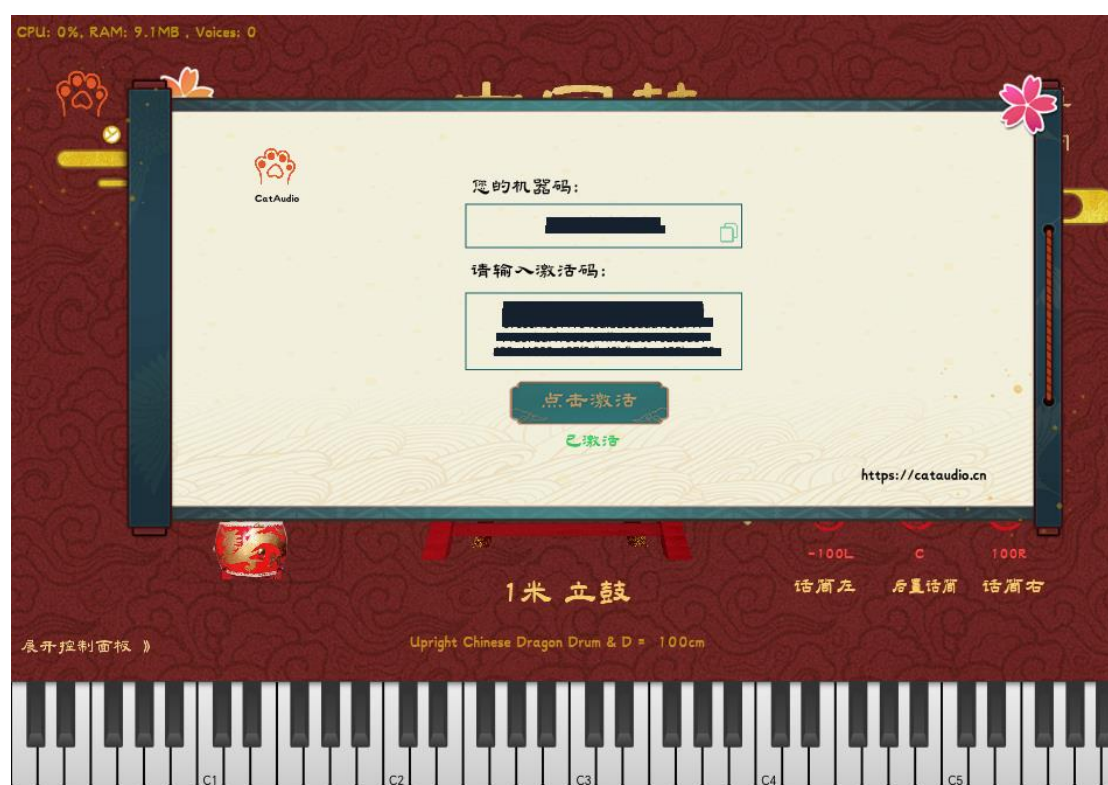 CPU: 0%, RAM: 9.1MB , Voices: 0
CatAudio
您的机器码:
请输入激活码:
点击激活
已激活
https://cataudio.cn
-100L C 100R
话筒左 后置话筒 话筒右
1米 立鼓
Upright Chinese Dragon Drum & D = 100cm
展开控制面板 》
C1 C2 C3 C4 C5